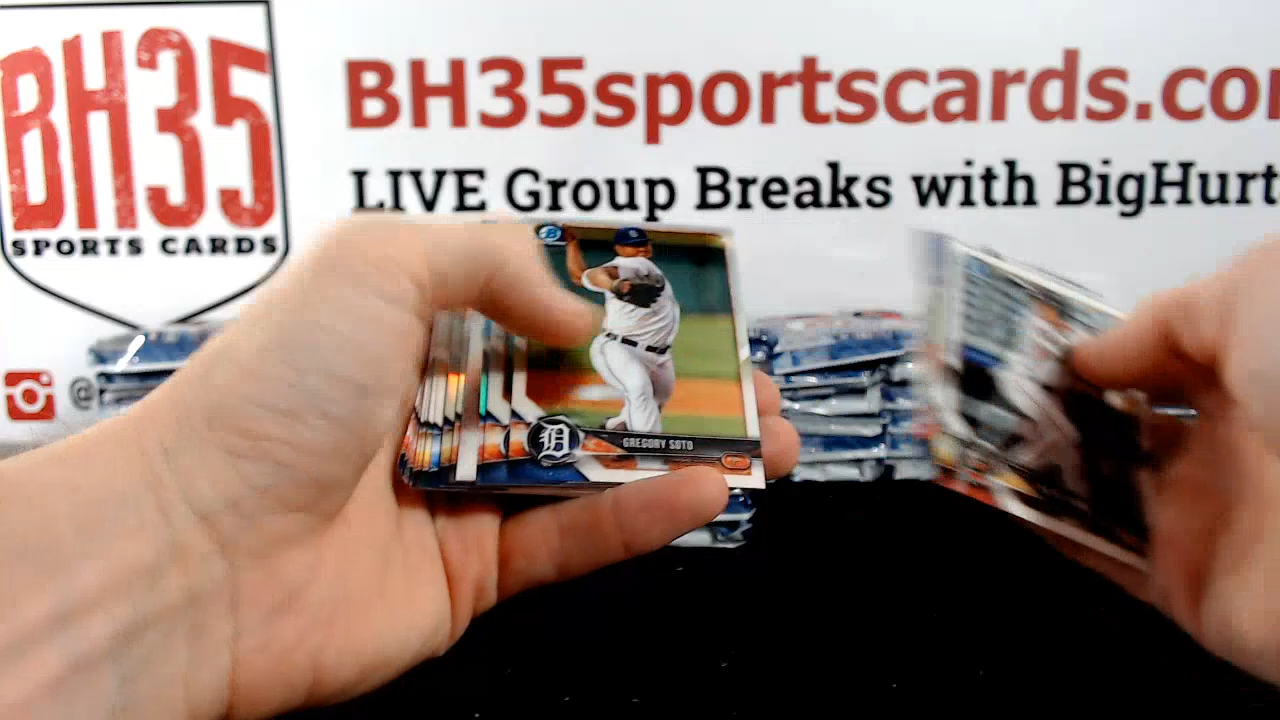 BH35
SPORTS CARDS
BH35sportscards.co
LIVE Group Breaks with BigHurt
@
D
GREGORY SOTO